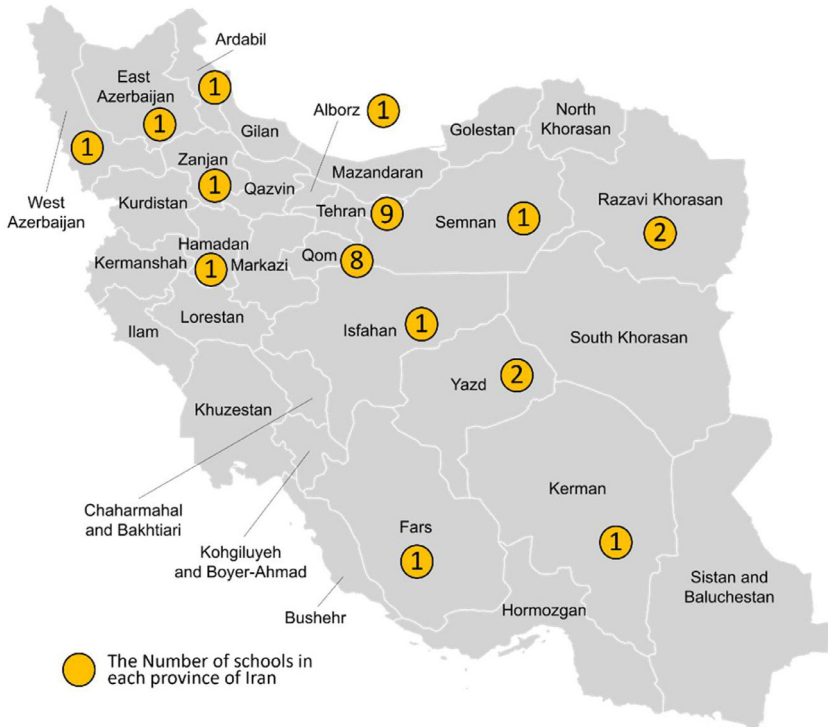 Ardabil
East
Azerbaijan
1
1
Alborz
1
1
Gilan
Golestan
North
Khorasan
West
Azerbaijan
Zanjan
1
Qazvin
Mazandaran
Kurdistan
Tehran
9
Semnan
1
Razavi Khorasan
2
Hamadan
Kermanshah
1
Markazi
Qom
8
Lorestan
Ilam
Isfahan
1
South Khorasan
Yazd
2
Khuzestan
Kerman
1
Chaharmahal
and Bakhtiari
Fars
1
Kohgiluyeh
and Boyer-Ahmad
Sistan and
Baluchestan
Bushehr
Hormozgan
The Number of schools in
each province of Iran